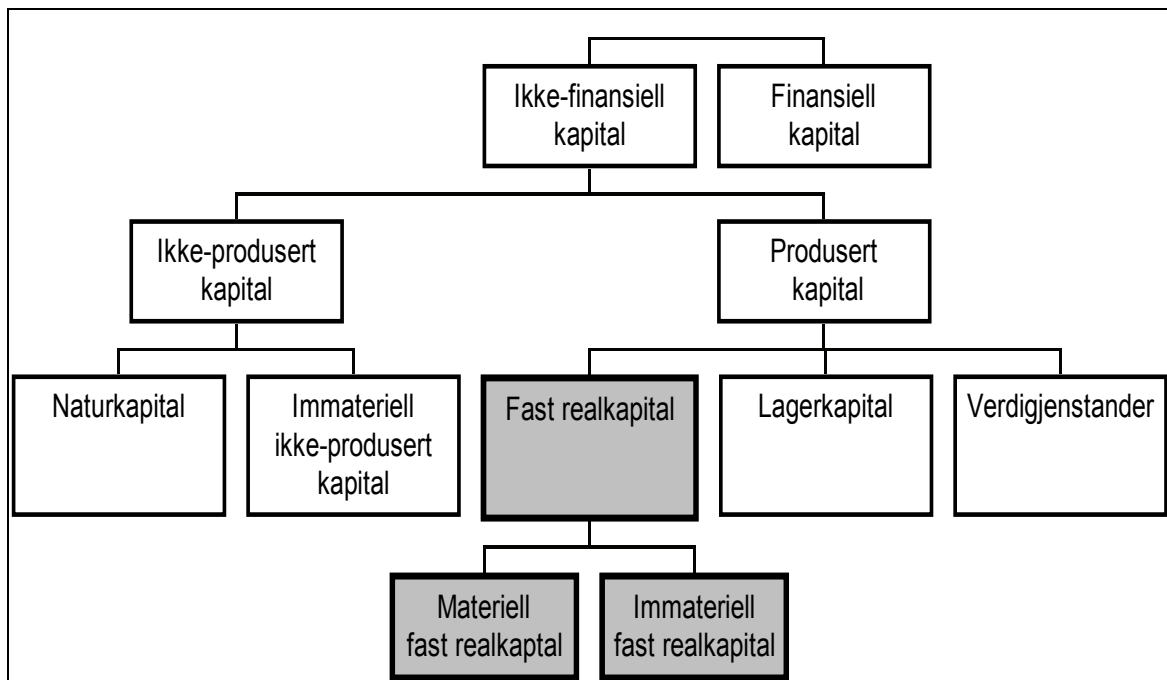 Ikke-finansiell
kapital
Finansiell
kapital
Ikke-produsert
kapital
Produsert
kapital
Naturkapital
Immateriell
ikke-produsert
kapital
Fast realkapital
Lagerkapital
Verdigjenstander
Materiell
fast realkaptal
Immateriell
fast realkapital